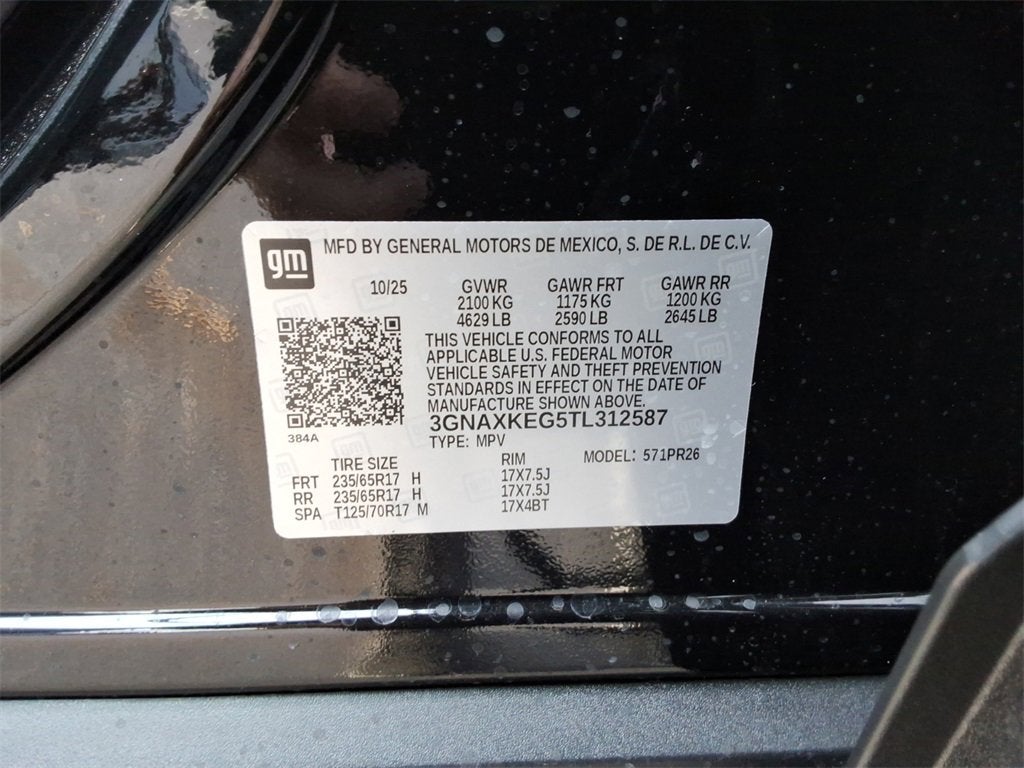 gm MFD BY GENERAL MOTORS DE MEXICO, S. DE R.L. DE C.V.
10/25 GVWR GAWR FRT GAWR RR
2100 KG 1175 KG 1200 KG
4629 LB 2590 LB 2645 LB
THIS VEHICLE CONFORMS TO ALL
APPLICABLE U.S. FEDERAL MOTOR
VEHICLE SAFETY AND THEFT PREVENTION
STANDARDS IN EFFECT ON THE DATE OF
MANUFACTURE SHOWN ABOVE.
3GNAXKEG5TL312587
384A
TYPE: MPV
TIRE SIZE RIM MODEL: 571PR26
FRT 235/65R17 H 17X7.5J
RR 235/65R17 H 17X7.5J
SPA T125/70R17 M 17X4BT